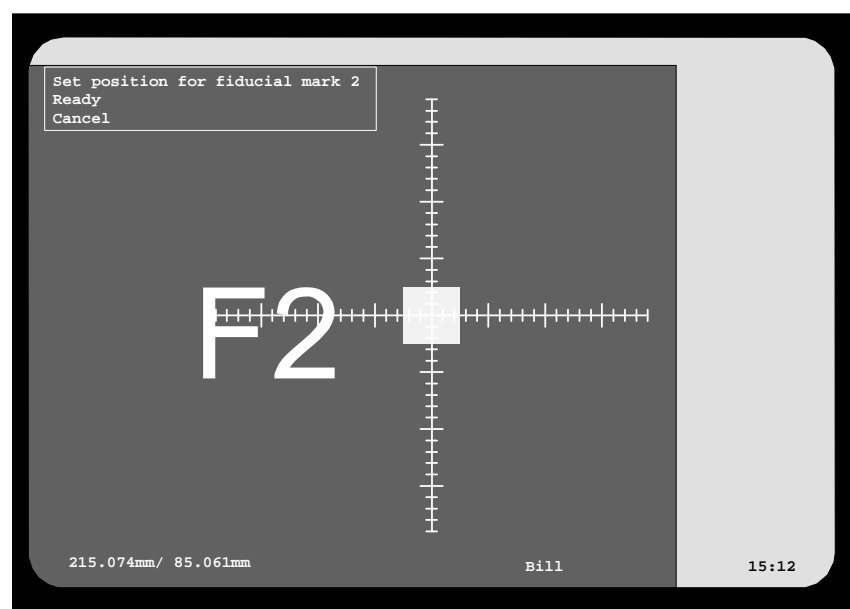 Set position for fiducial mark 2
Ready
Cancel
F2
215.074mm/ 85.061mm
Bill
15:12